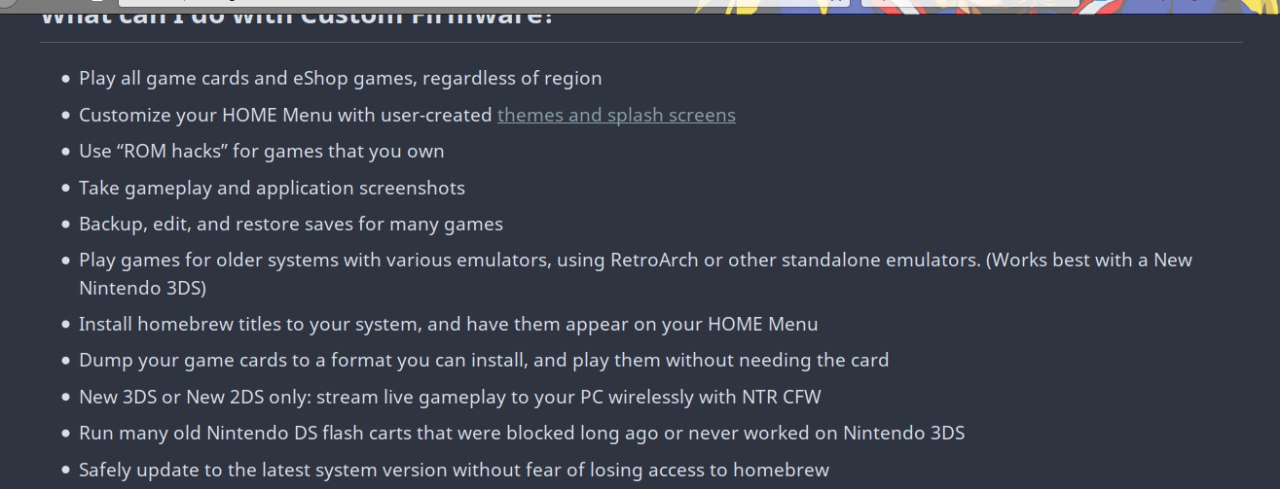 What can I do with Custom Firmware?
Play all game cards and eShop games, regardless of region
Customize your HOME Menu with user-created themes and splash screens
Use “ROM hacks” for games that you own
Take gameplay and application screenshots
Backup, edit, and restore saves for many games
Play games for older systems with various emulators, using RetroArch or other standalone emulators. (Works best with a New
Nintendo 3DS)
Install homebrew titles to your system, and have them appear on your HOME Menu
Dump your game cards to a format you can install, and play them without needing the card
New 3DS or New 2DS only: stream live gameplay to your PC wirelessly with NTR CFW
Run many old Nintendo DS flash carts that were blocked long ago or never worked on Nintendo 3DS
Safely update to the latest system version without fear of losing access to homebrew